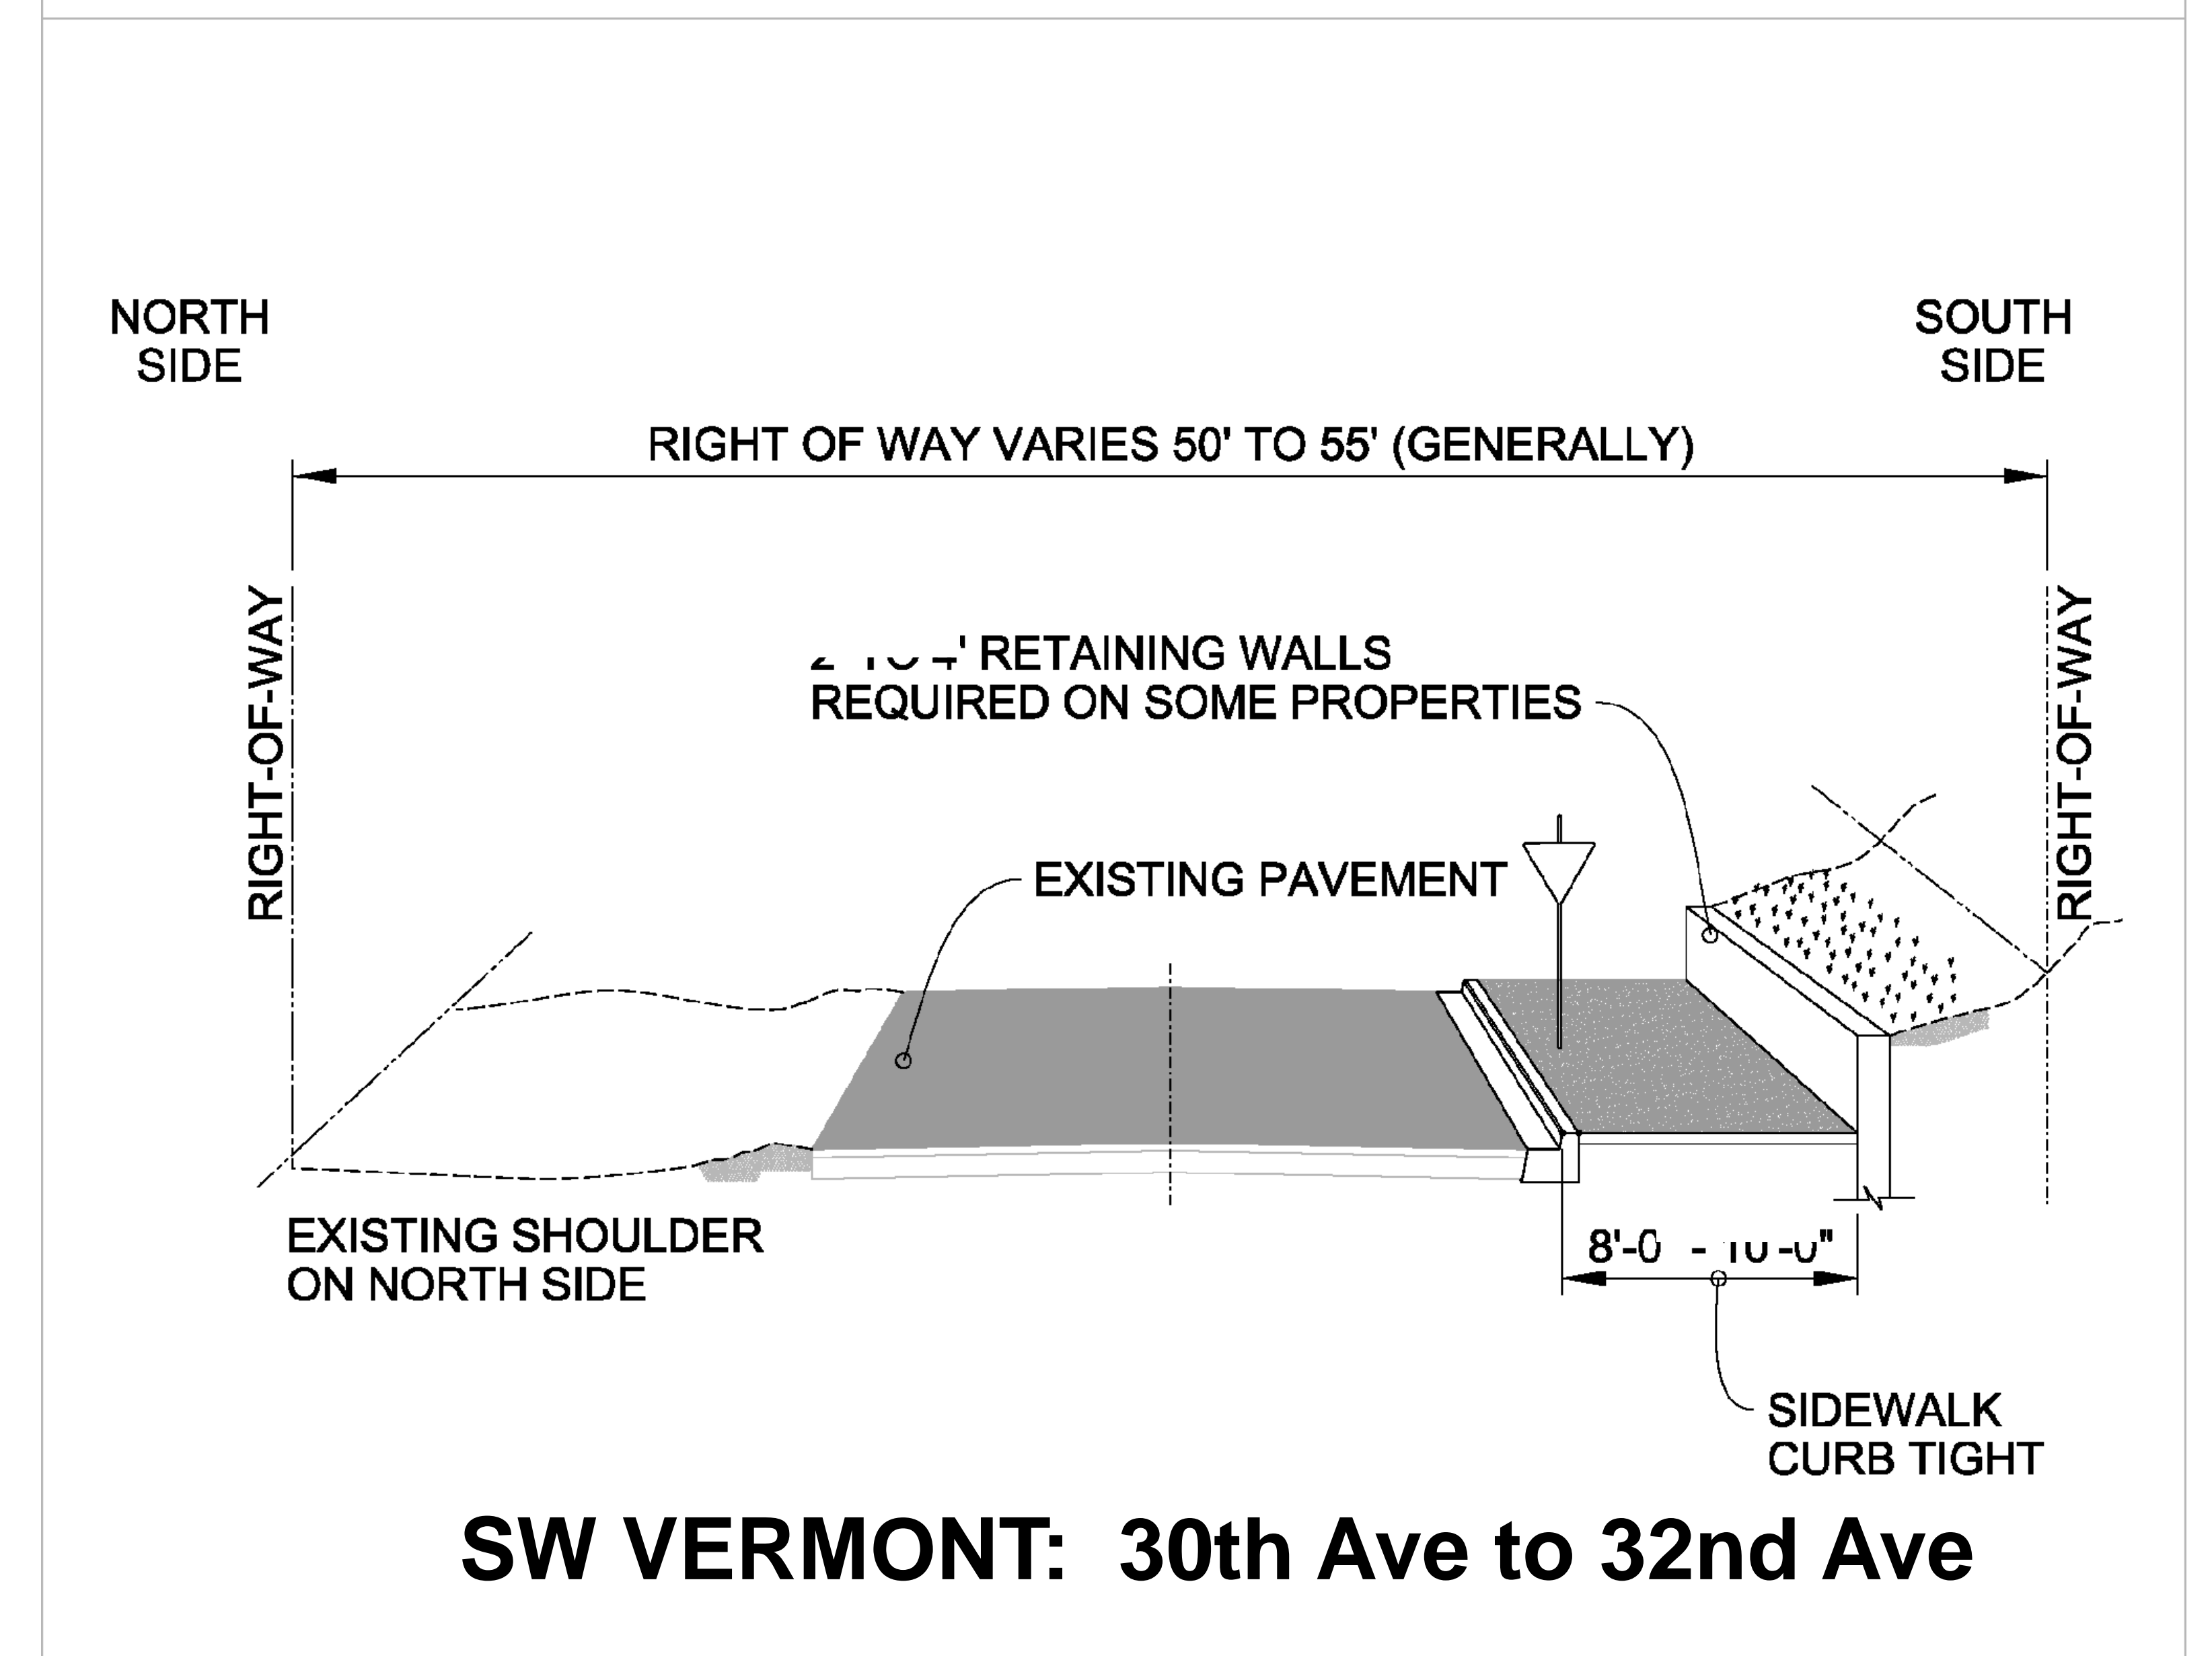 NORTH
SIDE
SOUTH
SIDE
RIGHT OF WAY VARIES 50' TO 55' (GENERALLY)
RIGHT-OF-WAY
RIGHT-OF-WAY
RETAINING WALLS
REQUIRED ON SOME PROPERTIES
EXISTING PAVEMENT
EXISTING SHOULDER
ON NORTH SIDE
SIDEWALK
CURB TIGHT
SW VERMONT: 30th Ave to 32nd Ave